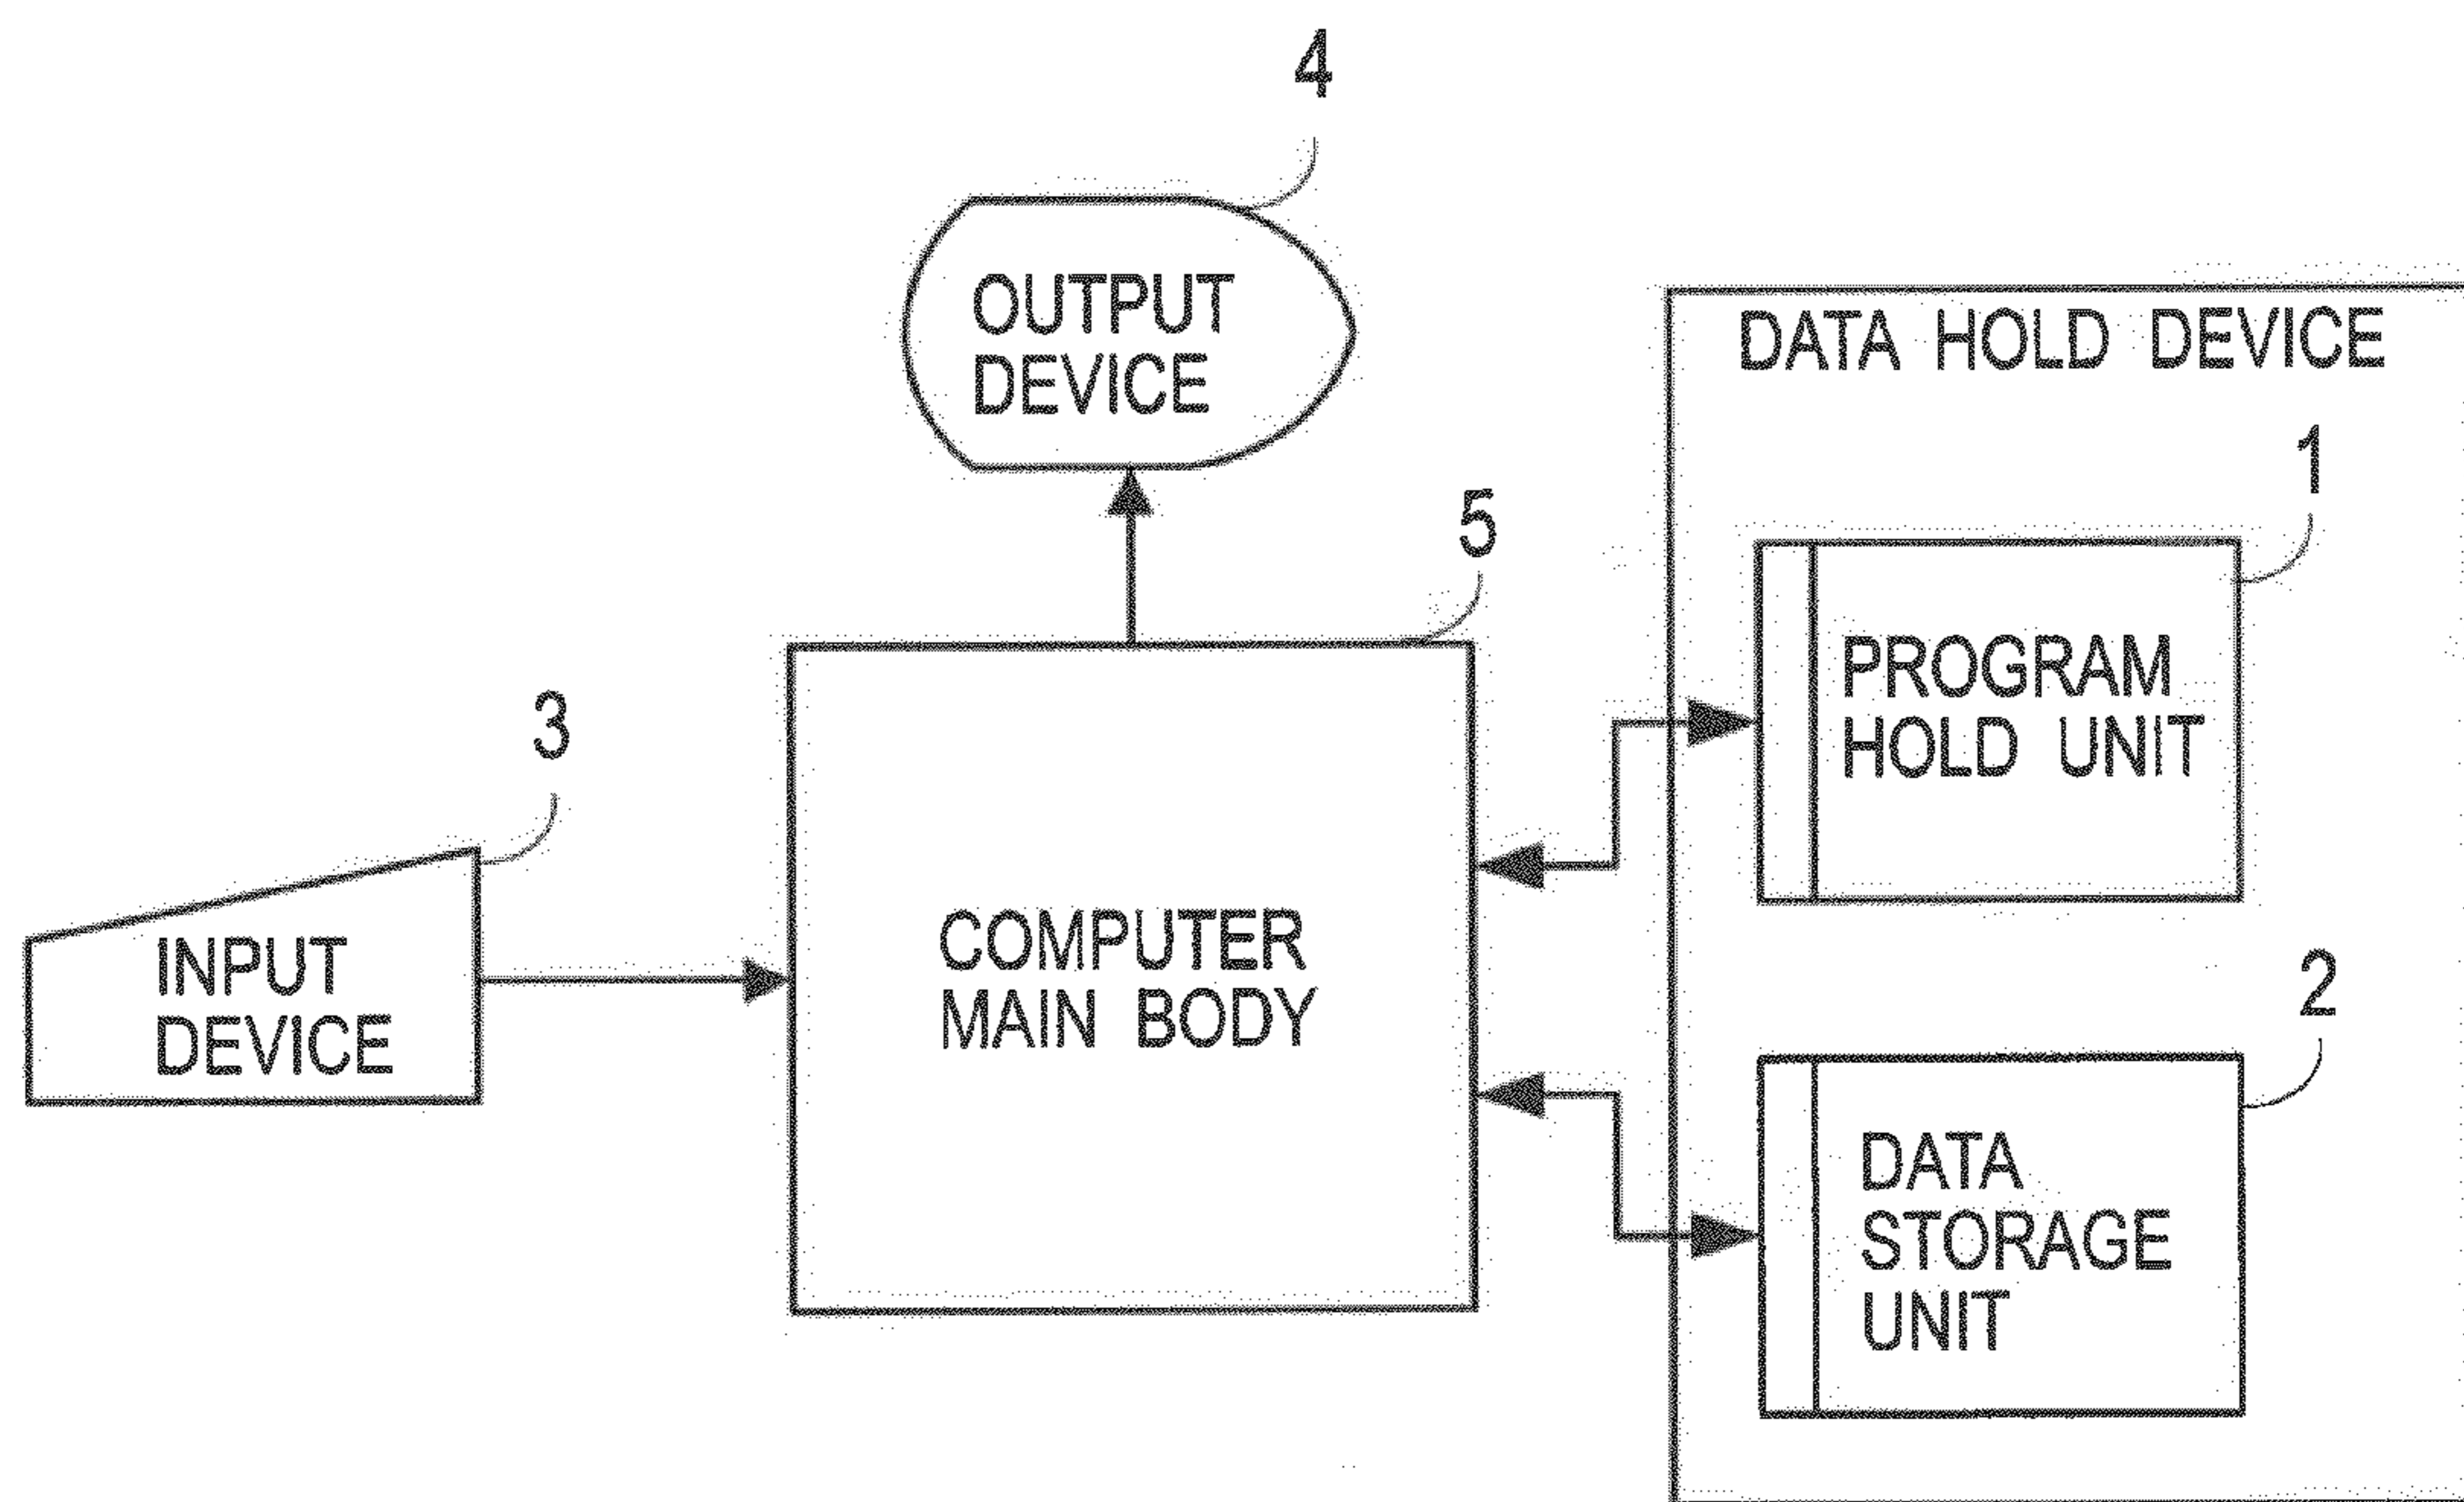 4
OUTPUT
DEVICE
DATA HOLD DEVICE
1
5
PROGRAM
HOLD UNIT
3
COMPUTER
MAIN BODY
INPUT
DEVICE
2
DATA
STORAGE
UNIT